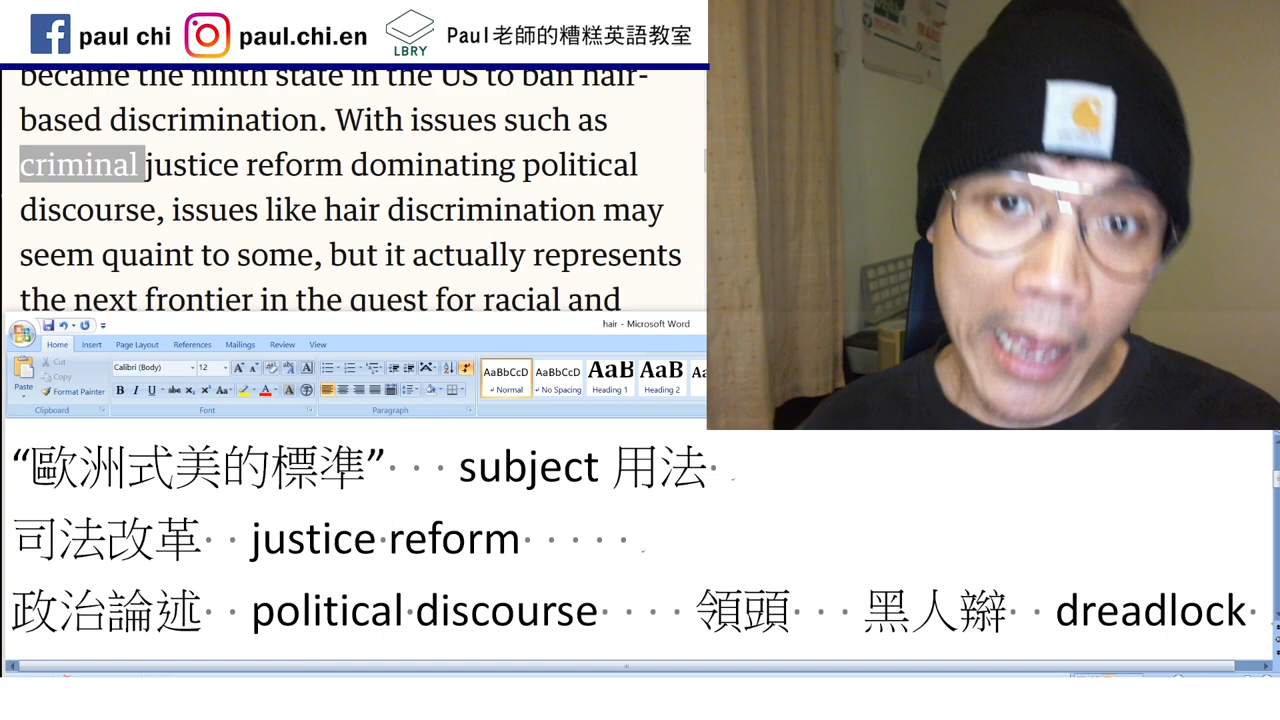 paul chi paul.chi.en LBRY Paul老師的糟糕英語教室
became the ninth state in the US to ban hair-
based discrimination. With issues such as
criminal justice reform dominating political
discourse, issues like hair discrimination may
seem quaint to some, but it actually represents
the next frontier in the quest for racial and
hair - Microsoft Word
Home Insert Page Layout References Mailings Review View
Paste Cut Copy Format Painter
Calibri (Body) 12
AaBbCcD AaBbCcD AaB AaB Aa
Normal No Spacing Heading 1 Heading 2
Clipboard Font Paragraph
“歐洲式美的標準” subject 用法
司法改革 justice reform
政治論述 political discourse 領頭 黑人辮 dreadlock